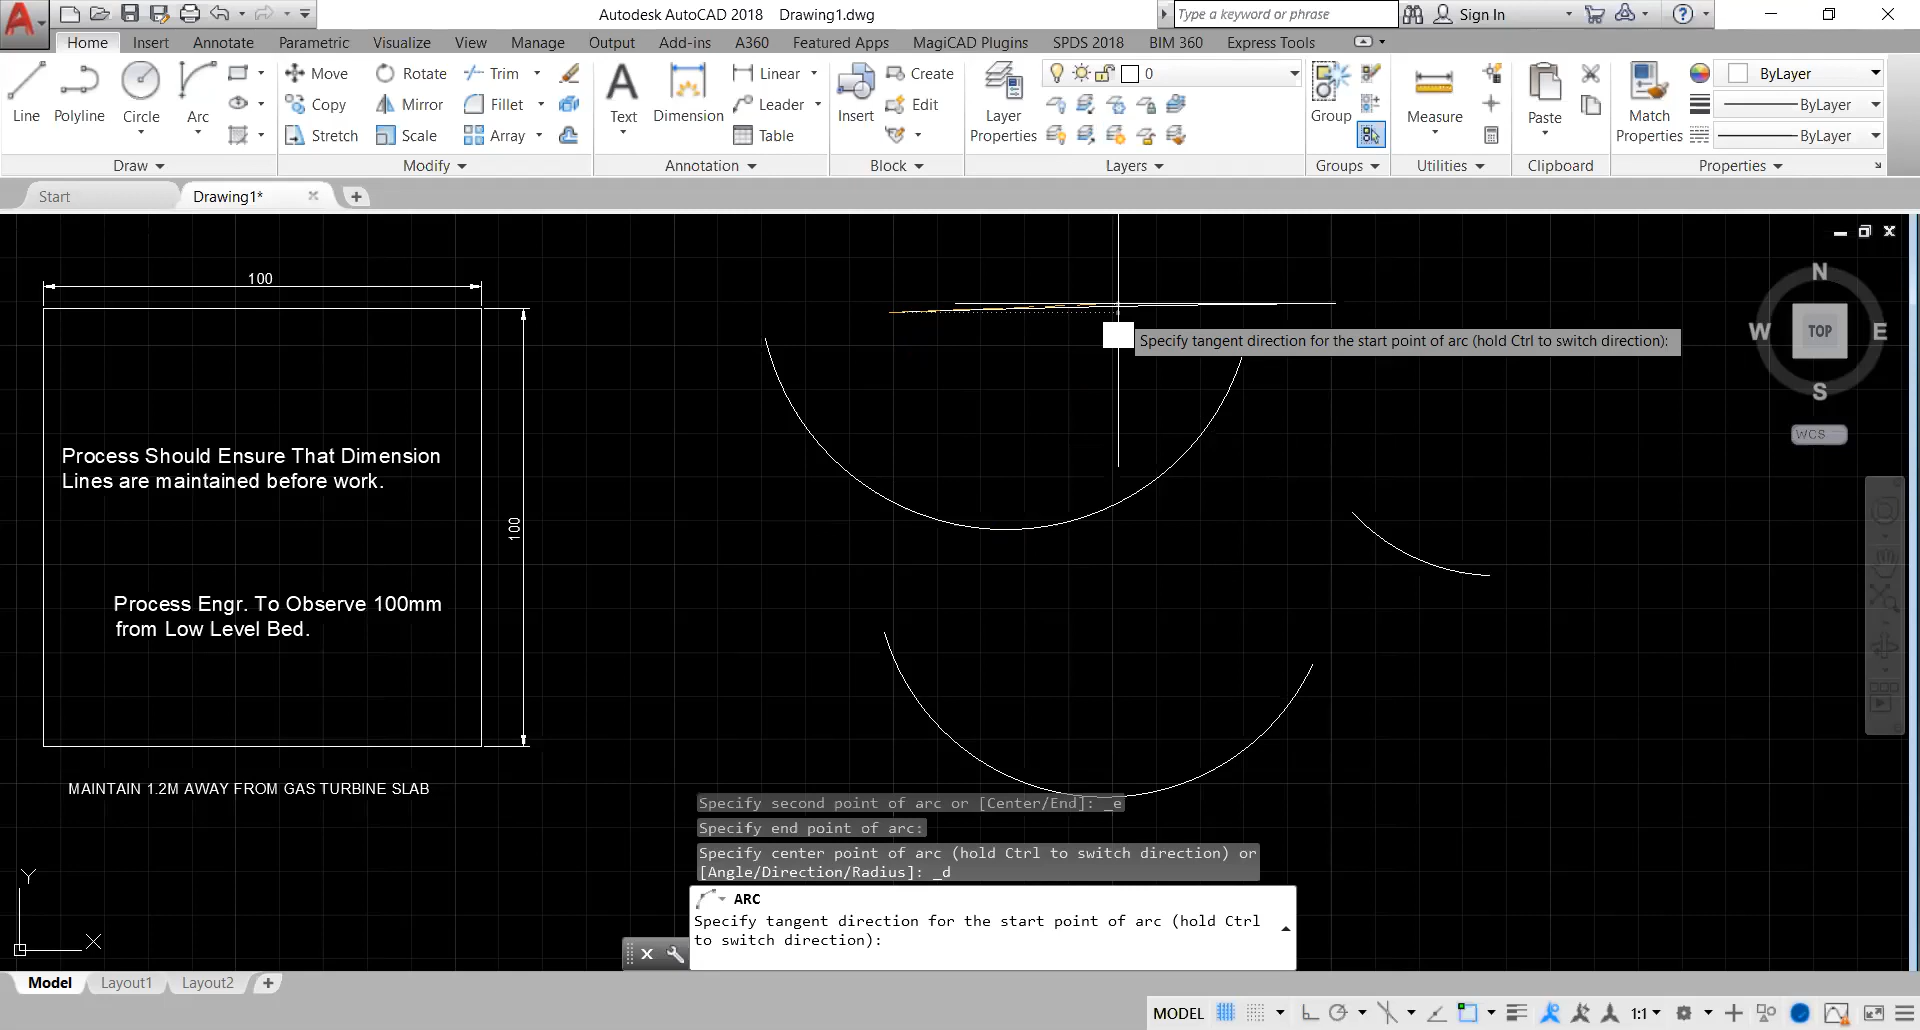 Autodesk AutoCAD 2018 Drawing1.dwg
Type a keyword or phrase
Sign In
Home Insert Annotate Parametric Visualize View Manage Output Add-ins A360 Featured Apps MagiCAD Plugins SPDS 2018 BIM 360 Express Tools
Line Polyline Circle Arc
Move Rotate Trim
Copy Mirror Fillet
Stretch Scale Array
Text Dimension
Linear
Leader
Table
Insert
Create
Edit
Layer
Properties
0
Group
Measure
Paste
Match
Properties
ByLayer
ByLayer
ByLayer
Draw Modify Annotation Block Layers Groups Utilities Clipboard Properties
Start Drawing1*
100
100
Process Should Ensure That Dimension
Lines are maintained before work.
Process Engr. To Observe 100mm
from Low Level Bed.
MAINTAIN 1.2M AWAY FROM GAS TURBINE SLAB
Specify tangent direction for the start point of arc (hold Ctrl to switch direction):
N
W TOP E
S
WCS
Specify second point of arc or [Center/End]: _e
Specify end point of arc:
Specify center point of arc (hold Ctrl to switch direction) or
[Angle/Direction/Radius]: _d
ARC
Specify tangent direction for the start point of arc (hold Ctrl
to switch direction):
Y
X
Model Layout1 Layout2
MODEL 1:1